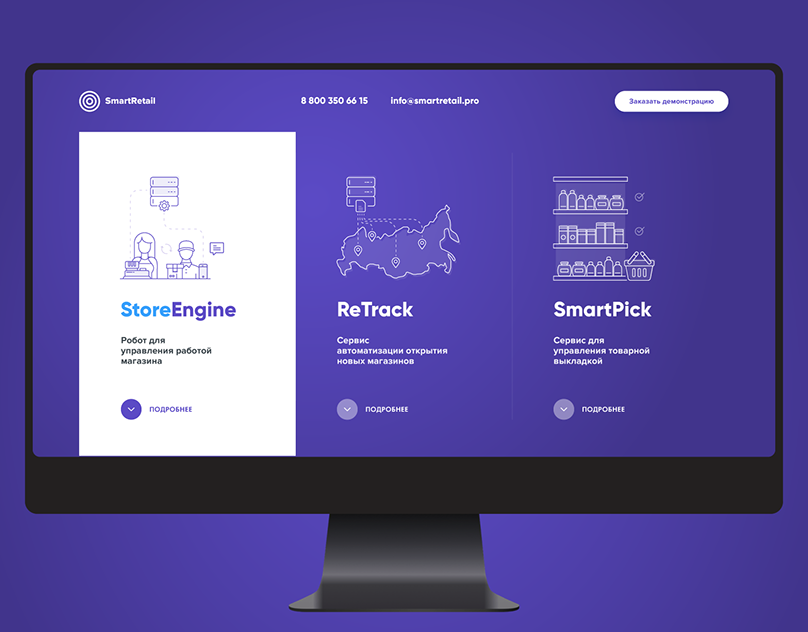 SmartRetail
8 800 350 66 15
info@smartretail.pro
Заказать демонстрацию
StoreEngine
Робот для
управления работой
магазина
ПОДРОБНЕЕ
ReTrack
Сервис
автоматизации открытия
новых магазинов
ПОДРОБНЕЕ
SmartPick
Сервис для
управления товарной
выкладкой
ПОДРОБНЕЕ